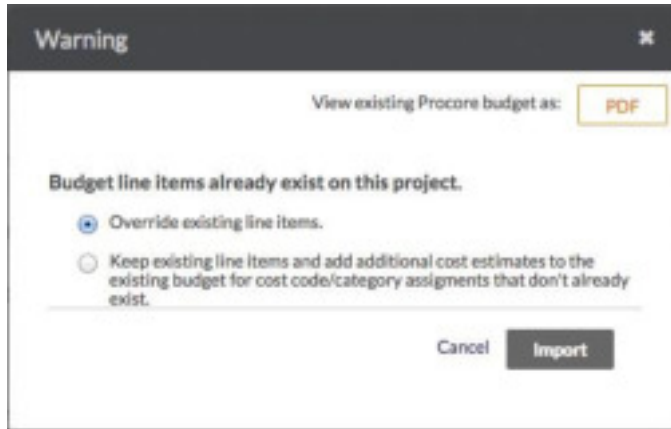 Warning
View existing Procore budget as:
PDF
Budget line items already exist on this project.
Override existing line items.
Keep existing line items and add additional cost estimates to the
existing budget for cost code/category assigments that don't already
exist.
Cancel
Import